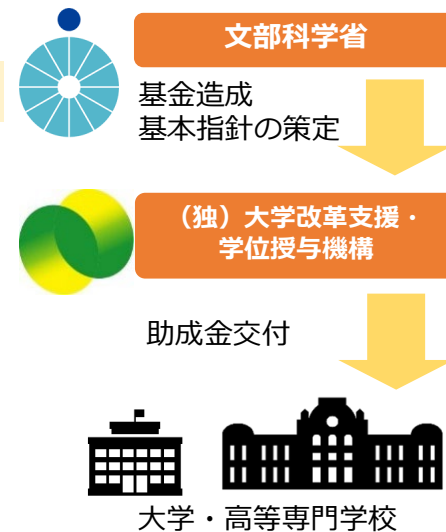 文部科学省
基金造成
基本指針の策定
（独）大学改革支援・
学位授与機構
助成金交付
大学・高等専門学校